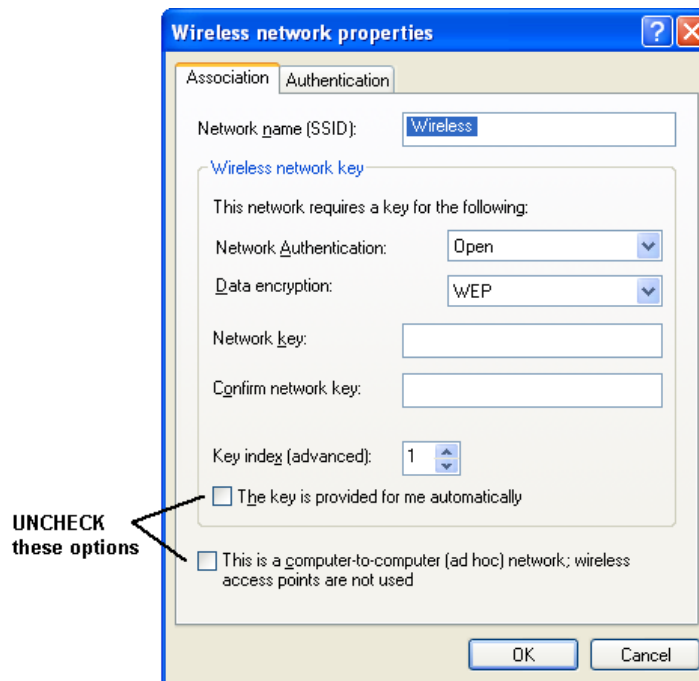 Wireless network properties
Association
Authentication
Network name (SSID):
Wireless
Wireless network key
This network requires a key for the following:
Network Authentication:
Open
Data encryption:
WEP
Network key:
Confirm network key:
Key index (advanced):
1
The key is provided for me automatically
UNCHECK
these options
This is a computer-to-computer (ad hoc) network; wireless
access points are not used
OK
Cancel